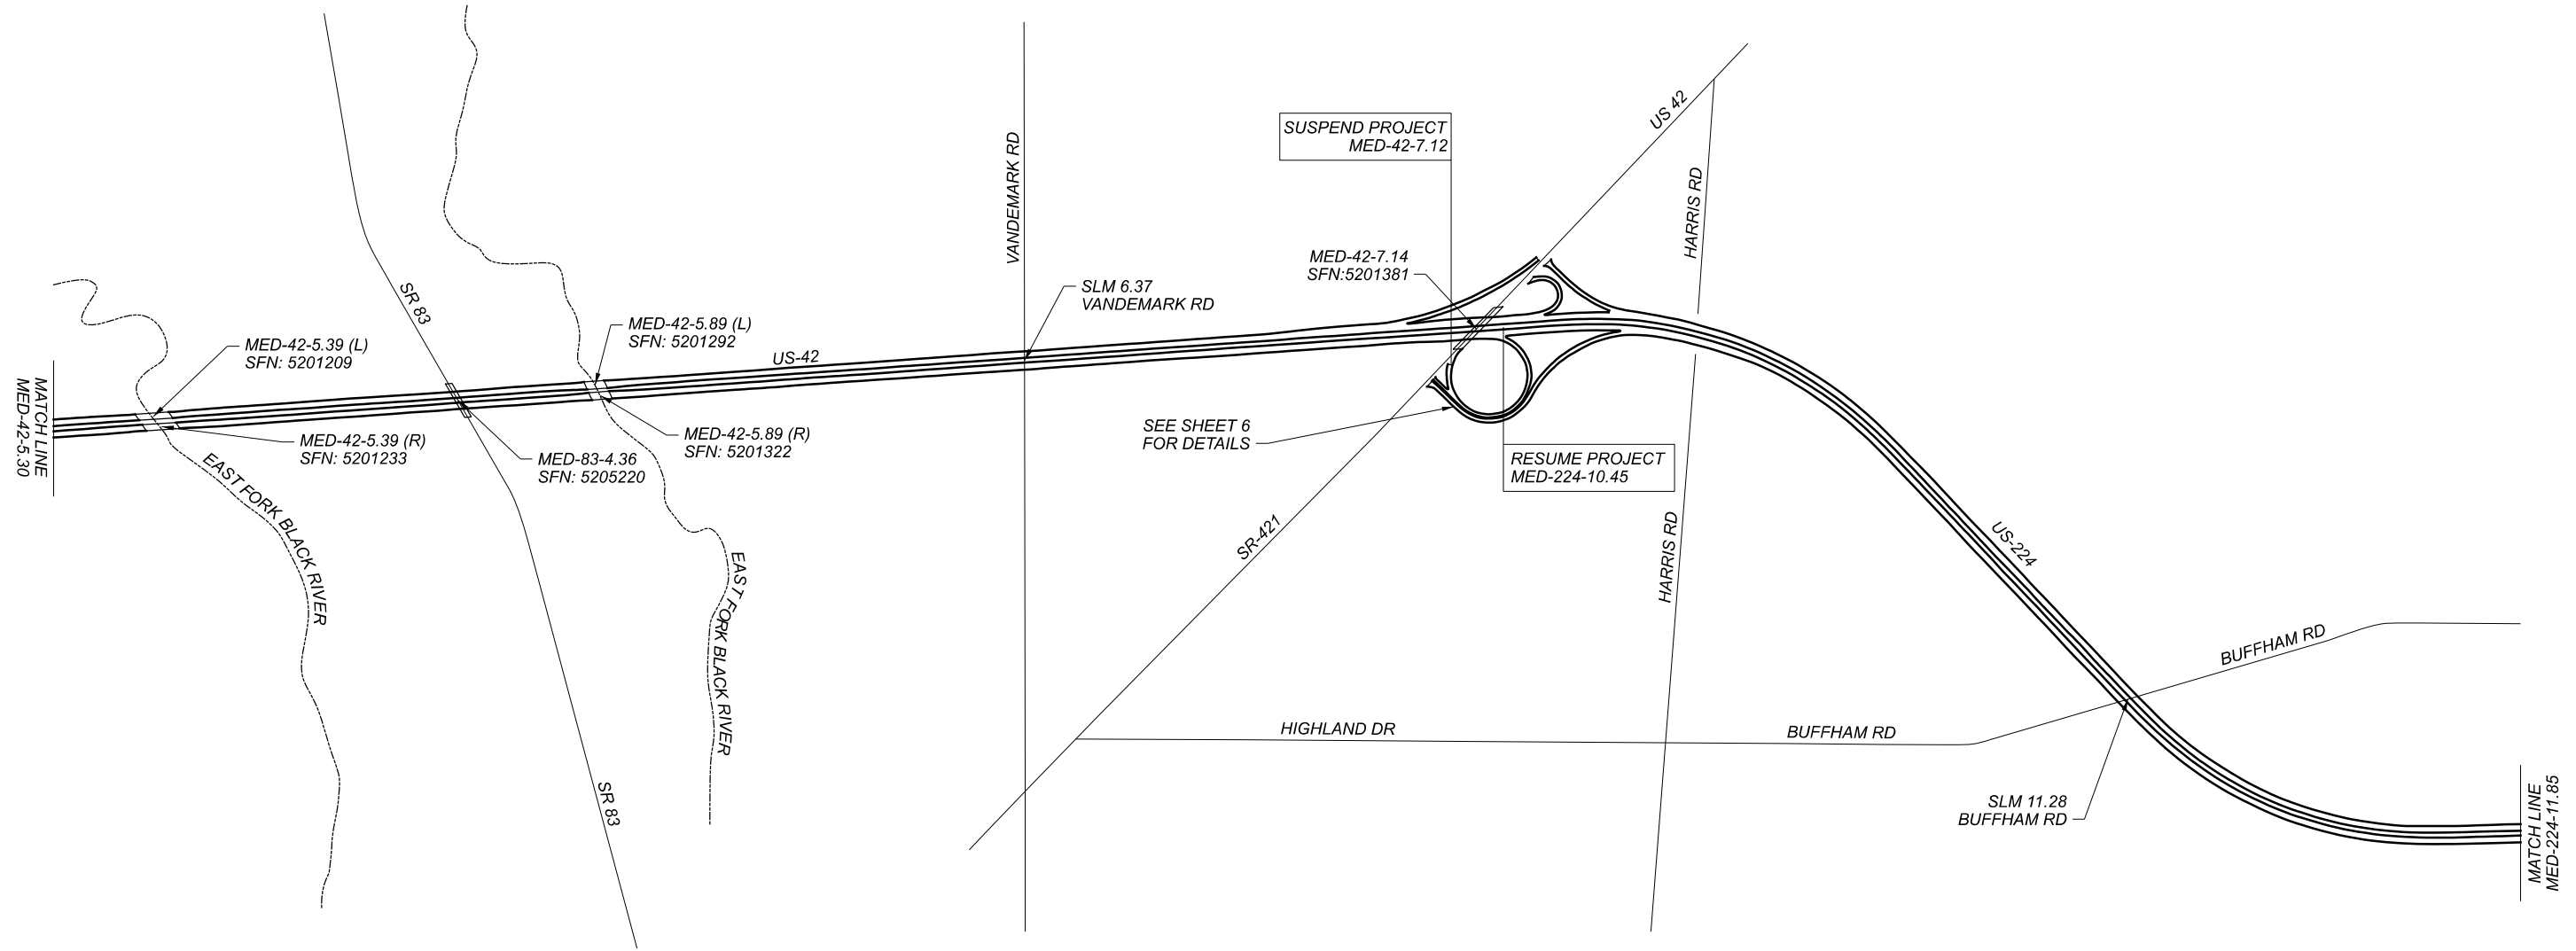 MATCH LINE
MED-42-5.30
MED-42-5.39 (L)
SFN: 5201209
MED-42-5.39 (R)
SFN: 5201233
EAST FORK BLACK RIVER
SR 83
SR 83
MED-83-4.36
SFN: 5205220
MED-42-5.89 (L)
SFN: 5201292
MED-42-5.89 (R)
SFN: 5201322
EAST FORK BLACK RIVER
US-42
VANDEMARK RD
SLM 6.37
VANDEMARK RD
SUSPEND PROJECT
MED-42-7.12
MED-42-7.14
SFN:5201381
SEE SHEET 6
FOR DETAILS
RESUME PROJECT
MED-224-10.45
US 42
SR-421
HARRIS RD
HARRIS RD
HIGHLAND DR
BUFFHAM RD
US-224
BUFFHAM RD
SLM 11.28
BUFFHAM RD
MATCH LINE
MED-224-11.85